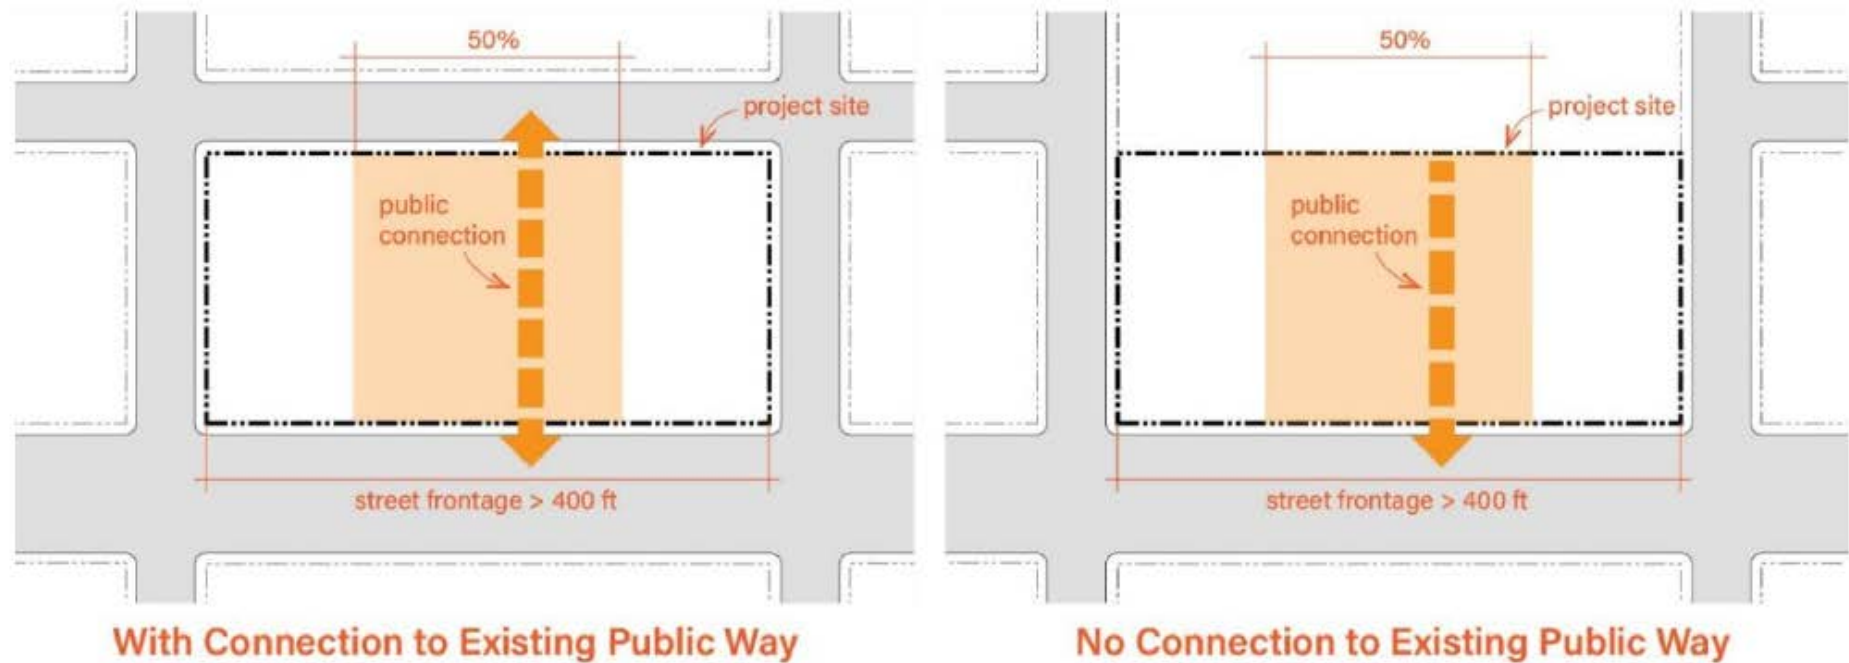 50%
project site
public
connection
street frontage > 400 ft
With Connection to Existing Public Way
50%
project site
public
connection
street frontage > 400 ft
No Connection to Existing Public Way